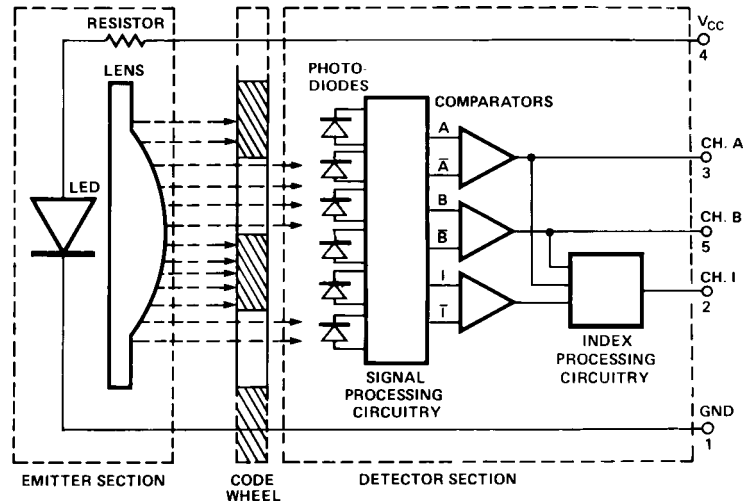 RESISTOR
VCC
4
LENS
PHOTO-
DIODES
COMPARATORS
A
A̅
CH. A
3
LED
B
B̅
CH. B
5
I
I̅
CH. I
2
INDEX
PROCESSING
CIRCUITRY
SIGNAL
PROCESSING
CIRCUITRY
GND
1
EMITTER SECTION
CODE
WHEEL
DETECTOR SECTION